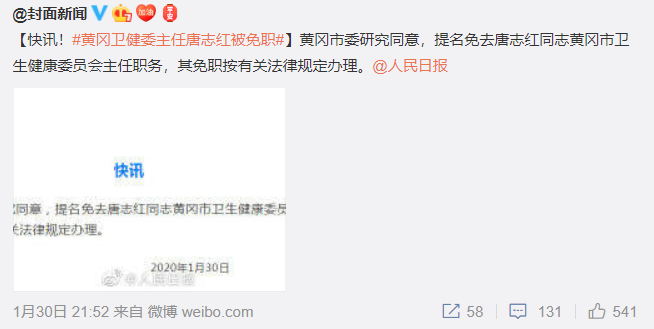 @封面新闻
【快讯！#黄冈卫健委主任唐志红被免职#】黄冈市委研究同意，提名免去唐志红同志黄冈市卫
生健康委员会主任职务，其免职按有关法律规定办理。@人民日报
快讯
同意，提名免去唐志红同志黄冈市卫生健康委员
关法律规定办理。
2020年1月30日
@人民日报
1月30日 21:52 来自 微博 weibo.com
58 131 541